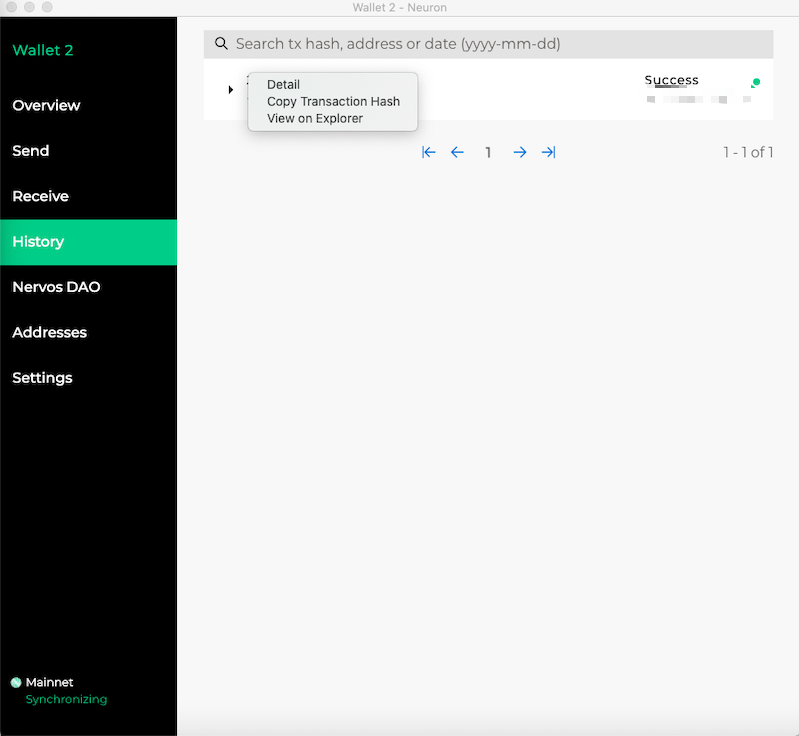 Wallet 2 - Neuron
Wallet 2
Overview
Send
Receive
History
Nervos DAO
Addresses
Settings
Mainnet
Synchronizing
Search tx hash, address or date (yyyy-mm-dd)
Detail
Copy Transaction Hash
View on Explorer
Success
1
1 - 1 of 1